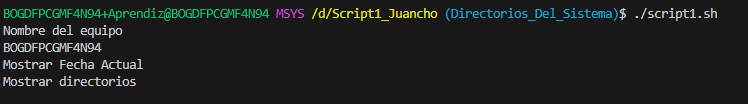 BOGDFPCGMF4N94+Aprendiz@BOGDFPCGMF4N94 MSYS /d/Script1_Juancho (Directorios_Del_Sistema)$ ./script1.sh
Nombre del equipo
BOGDFPCGMF4N94
Mostrar Fecha Actual
Mostrar directorios